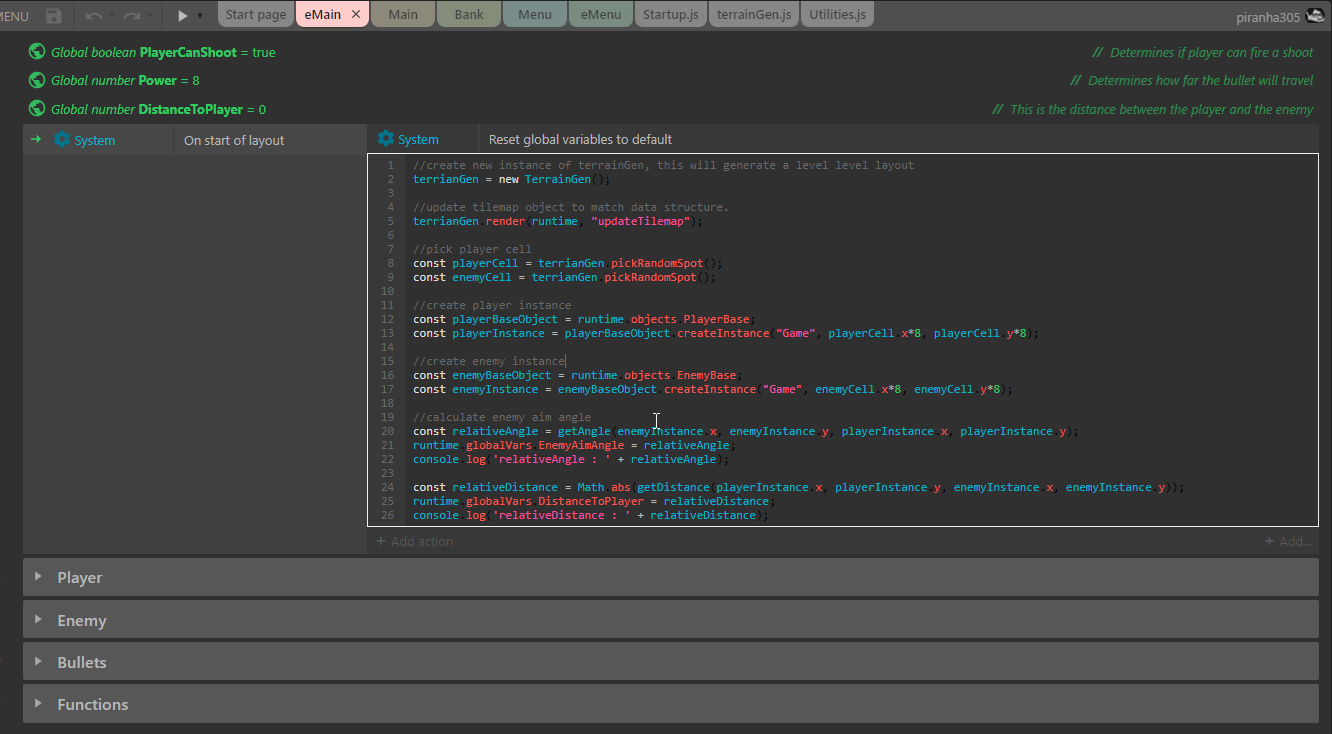 MENU
Start page
eMain
Main
Bank
Menu
eMenu
Startup.js
terrainGen.js
Utilities.js
piranha305
Global boolean PlayerCanShoot = true // Determines if player can fire a shoot
Global number Power = 8 // Determines how far the bullet will travel
Global number DistanceToPlayer = 0 // This is the distance between the player and the enemy
System On start of layout System Reset global variables to default
1 //create new instance of terrainGen, this will generate a level level layout
2 terrianGen = new TerrainGen();
3
4 //update tilemap object to match data structure.
5 terrianGen.render(runtime, "updateTilemap");
6
7 //pick player cell
8 const playerCell = terrianGen.pickRandomSpot();
9 const enemyCell = terrianGen.pickRandomSpot();
10
11 //create player instance
12 const playerBaseObject = runtime.objects.PlayerBase;
13 const playerInstance = playerBaseObject.createInstance("Game", playerCell.x*8, playerCell.y*8);
14
15 //create enemy instance
16 const enemyBaseObject = runtime.objects.EnemyBase;
17 const enemyInstance = enemyBaseObject.createInstance("Game", enemyCell.x*8, enemyCell.y*8);
18
19 //calculate enemy aim angle
20 const relativeAngle = getAngle(enemyInstance.x, enemyInstance.y, playerInstance.x, playerInstance.y);
21 runtime.globalVars.EnemyAimAngle = relativeAngle;
22 console.log('relativeAngle : ' + relativeAngle);
23
24 const relativeDistance = Math.abs(getDistance(playerInstance.x, playerInstance.y, enemyInstance.x, enemyInstance.y));
25 runtime.globalVars.DistanceToPlayer = relativeDistance;
26 console.log('relativeDistance : ' + relativeDistance);
+ Add action + Add...
Player
Enemy
Bullets
Functions